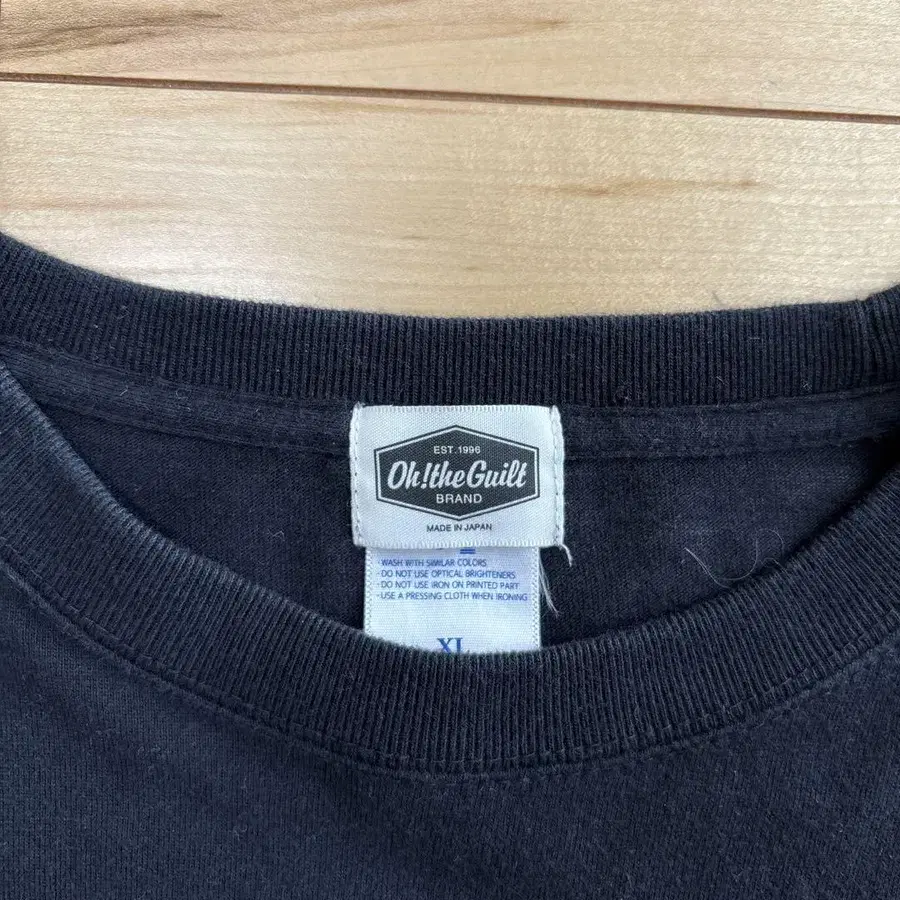 EST.1996
Oh!theGuilt
BRAND
MADE IN JAPAN
·WASH WITH SIMILAR COLORS
·DO NOT USE OPTICAL BRIGHTENERS
·DO NOT USE IRON ON PRINTED PART
·USE A PRESSING CLOTH WHEN IRONING
XL